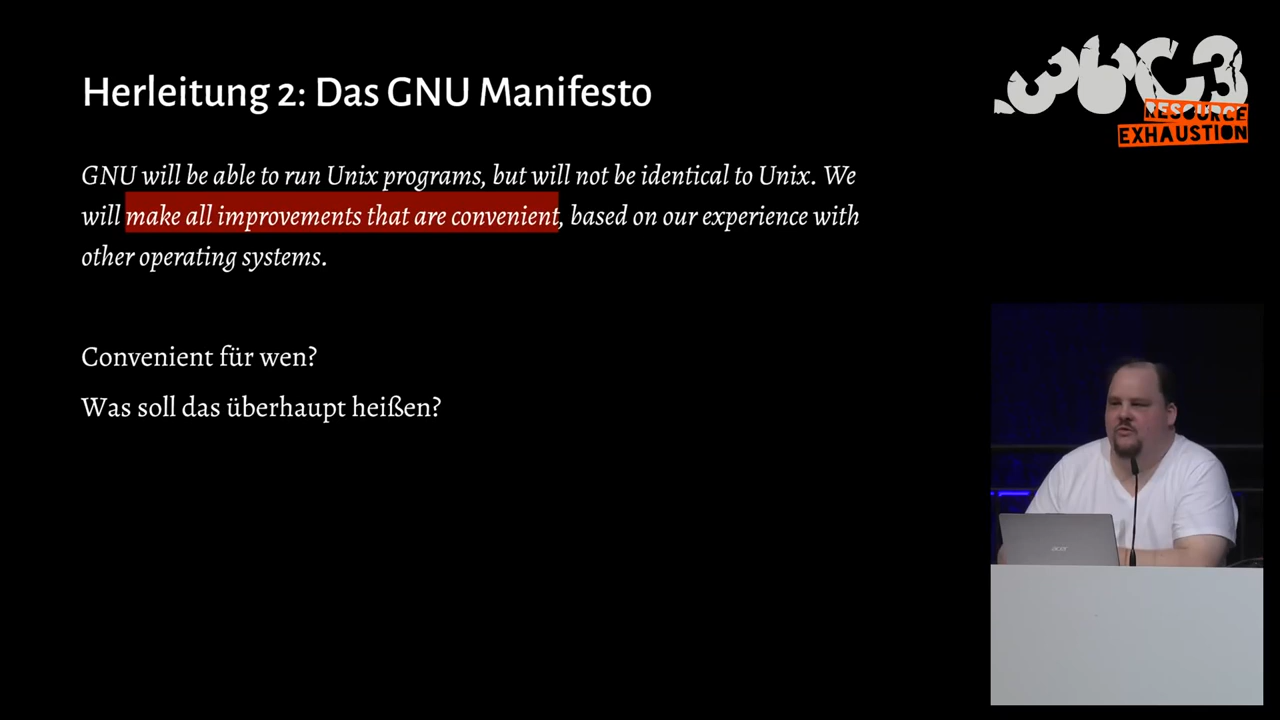 Herleitung 2: Das GNU Manifesto
36C3
RESOURCE
EXHAUSTION
GNU will be able to run Unix programs, but will not be identical to Unix. We
will make all improvements that are convenient, based on our experience with
other operating systems.
Convenient für wen?
Was soll das überhaupt heißen?
acer